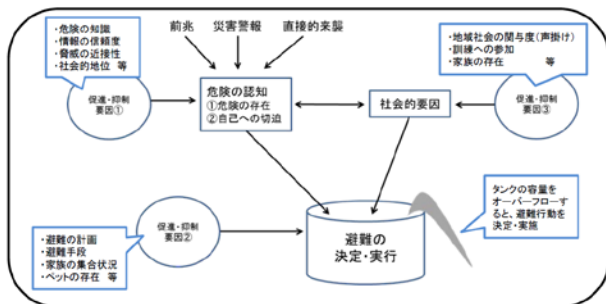 ・危険の知識
・情報の信頼度
・脅威の近接性
・社会的地位 等
促進・抑制
要因①
前兆
災害警報
直接的来襲
危険の認知
①危険の存在
②自己への切迫
社会的要因
・地域社会の関与度(声掛け)
・訓練への参加
・家族の存在 等
促進・抑制
要因③
・避難の計画
・避難手段
・家族の集合状況
・ペットの存在 等
促進・抑制
要因②
避難の
決定・実行
タンクの容量を
オーバーフローす
ると、避難行動を
決定・実施